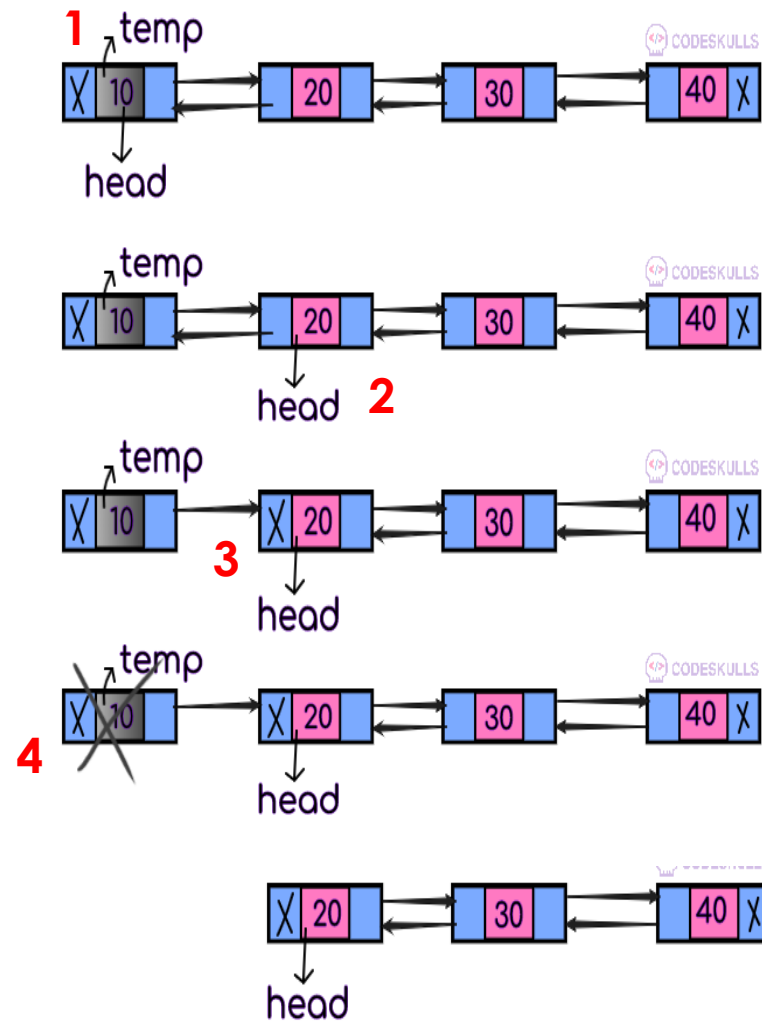 1 temp
</> CODESKULLS
X 10 20 30 40 X
head
temp
</> CODESKULLS
X 10 20 30 40 X
head 2
temp
</> CODESKULLS
X 10 X 20 30 40 X
3
head
temp
</> CODESKULLS
X 10 X 20 30 40 X
4
head
X 20 30 40 X
head